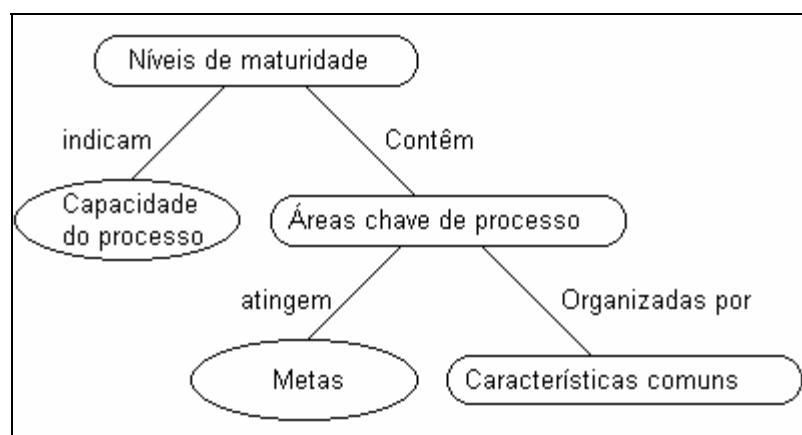 Níveis de maturidade
indicam
Contêm
Capacidade
do processo
Áreas chave de processo
atingem
Organizadas por
Metas
Características comuns